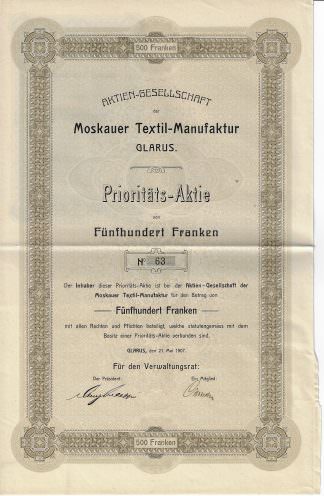 500 Franken
AKTIEN-GESELLSCHAFT
der
Moskauer Textil-Manufaktur
GLARUS.
Prioritäts-Aktie
von
Fünfhundert Franken
No 63
Der Inhaber dieser Prioritäts-Aktie ist bei der Aktien-Gesellschaft der
Moskauer Textil-Manufaktur für den Betrag von
Fünfhundert Franken
mit allen Rechten und Pflichten beteiligt, welche statutengemäss mit dem
Besitz einer Prioritäts-Aktie verbunden sind.
GLARUS, den 21. Mai 1907.
Für den Verwaltungsrat:
Der Präsident: Ein Mitglied:
500 Franken